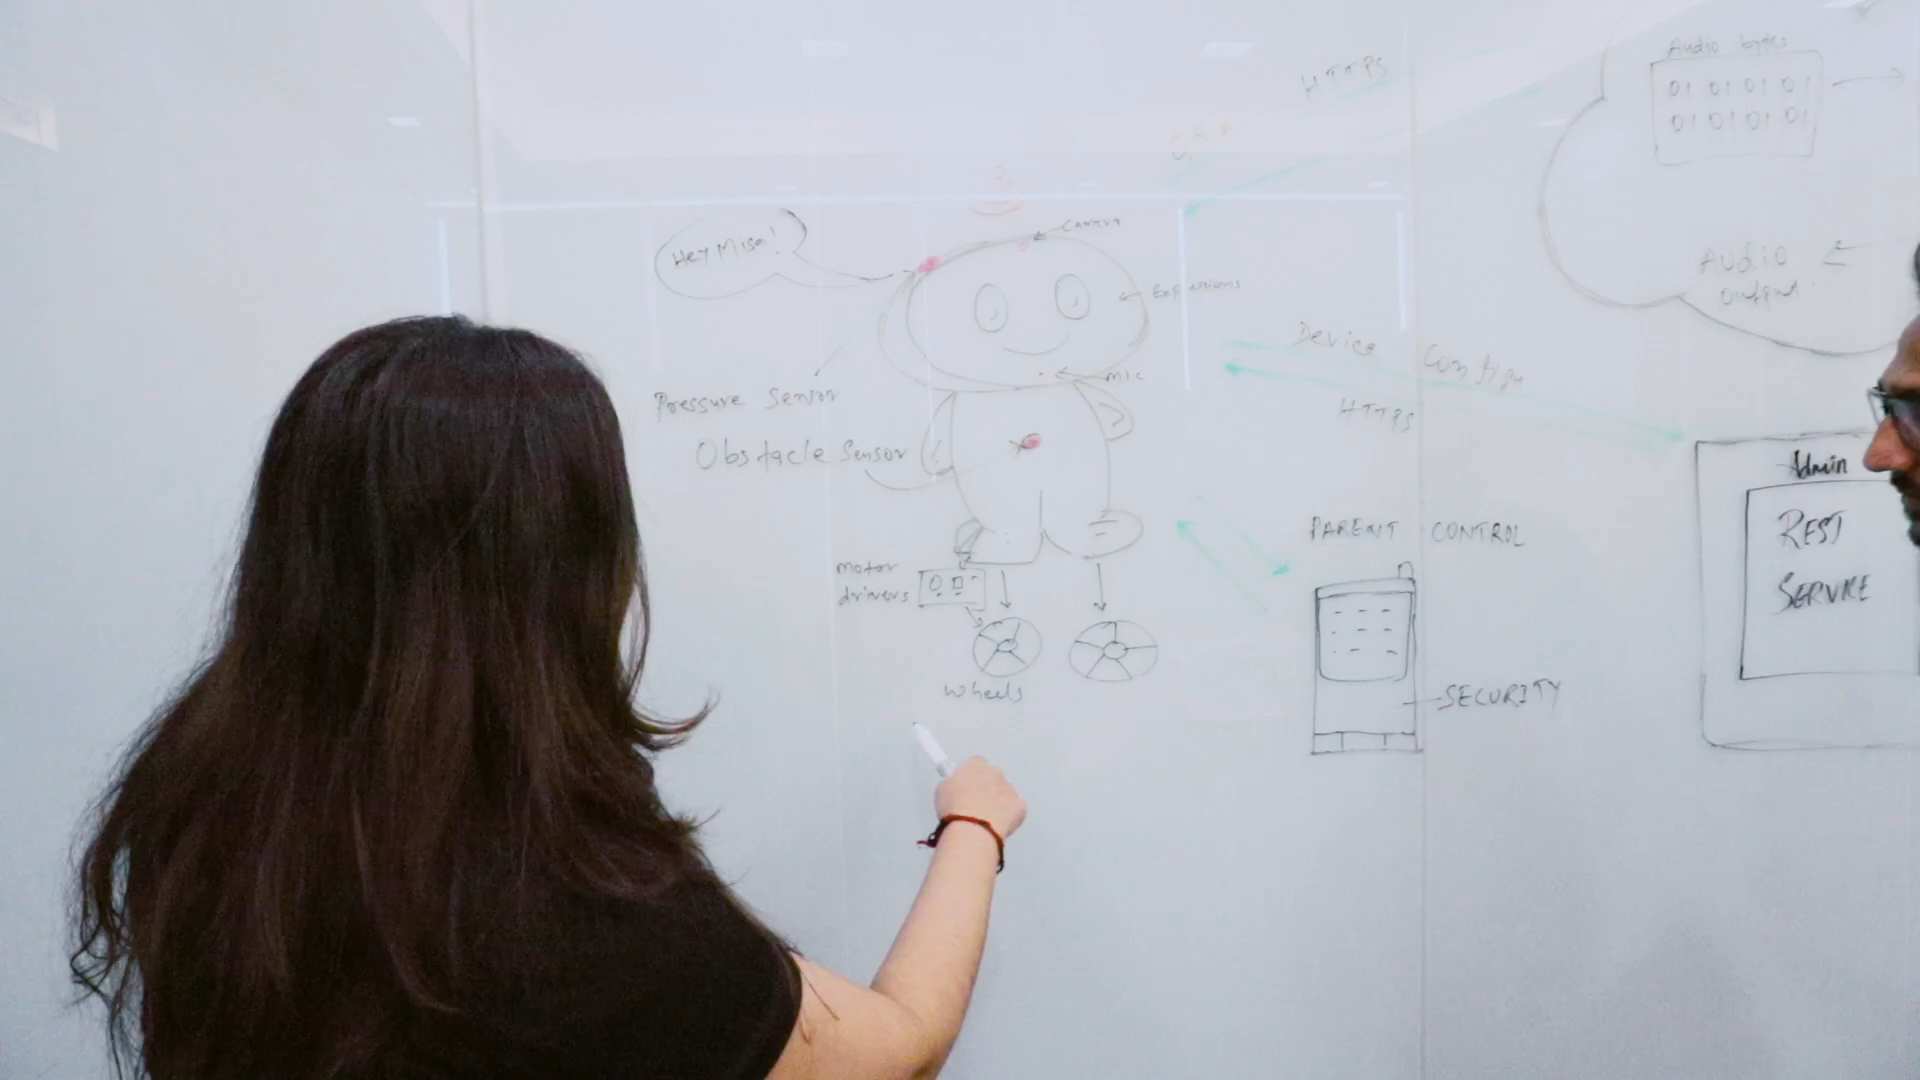 Audio bytes
HTTPS
01 01 01 01
01 01 01 01
Camera
Hey Misa!
Audio
output
Expressions
Device Config
mic
Pressure Sensor
HTTPS
Obstacle Sensor
Admin
REST
SERVICE
PARENT CONTROL
motor
drivers
wheels
SECURITY